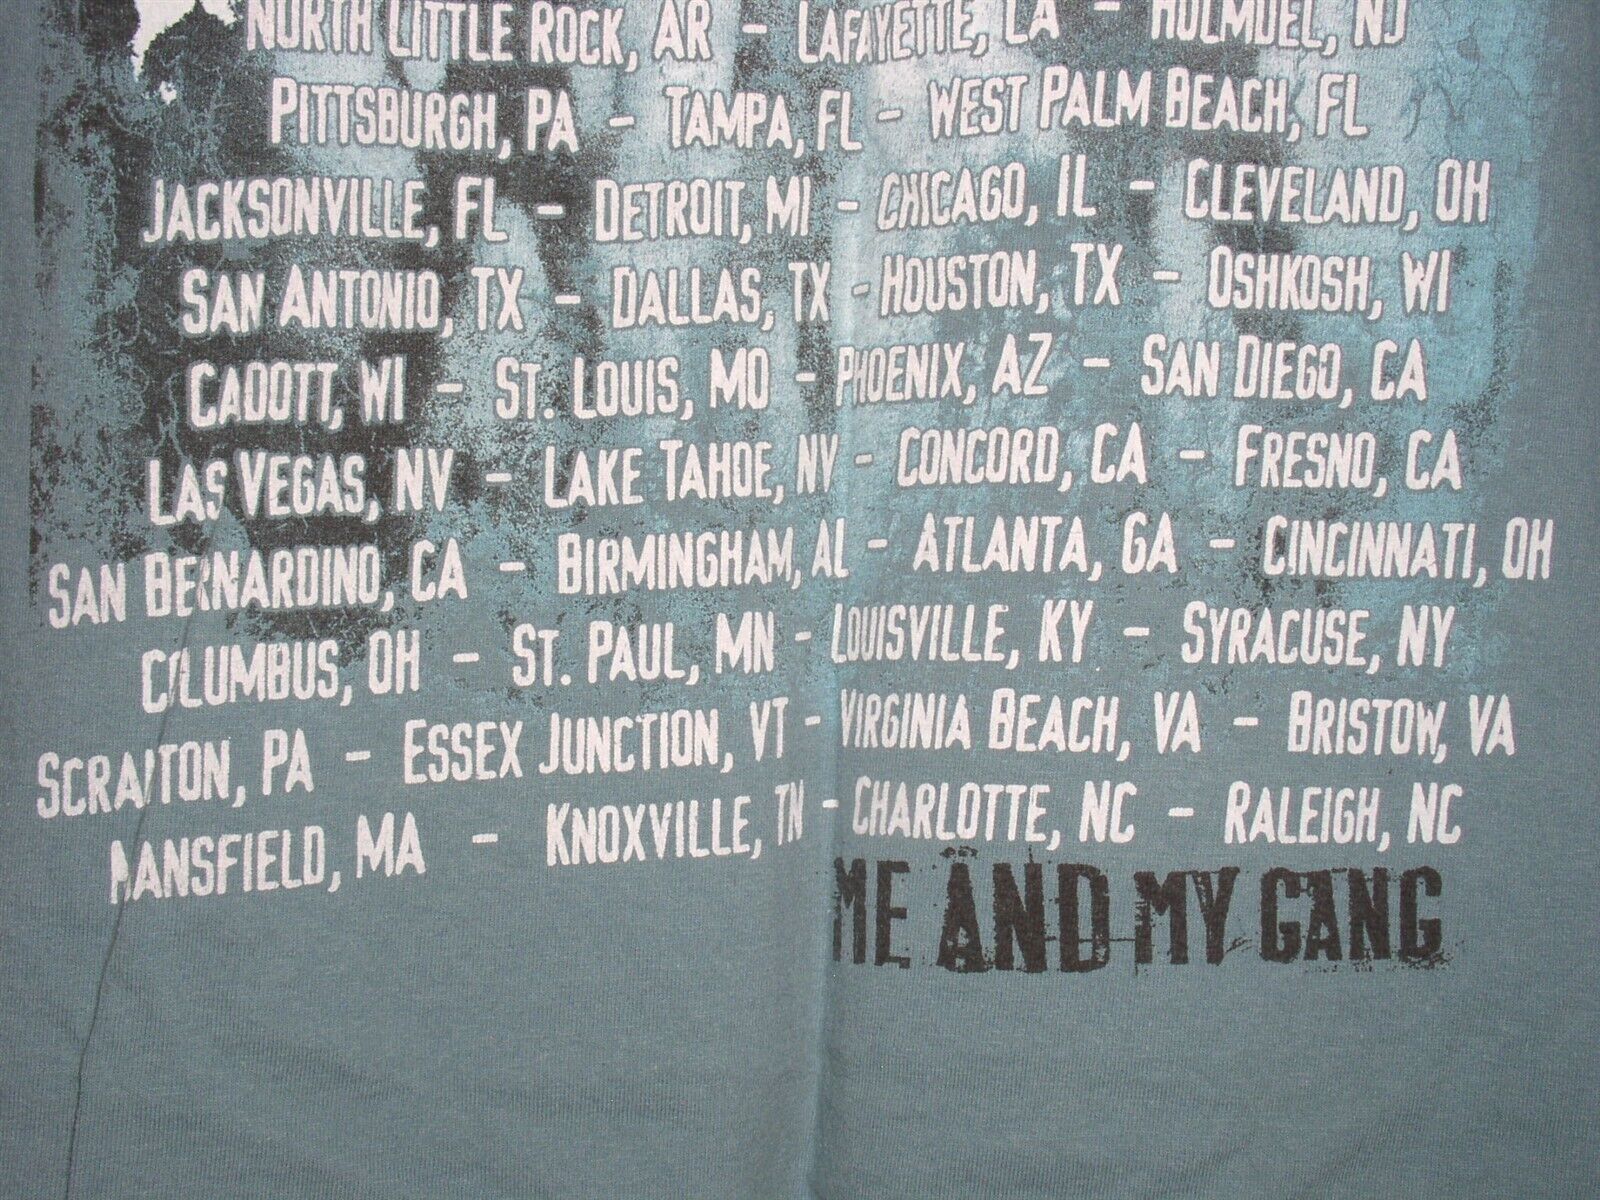 NORTH LITTLE ROCK, AR - LAFAYETTE, LA - HOLMDEL, NJ
PITTSBURGH, PA - TAMPA, FL - WEST PALM BEACH, FL
JACKSONVILLE, FL - DETROIT, MI - CHICAGO, IL - CLEVELAND, OH
SAN ANTONIO, TX - DALLAS, TX - HOUSTON, TX - OSHKOSH, WI
CADOTT, WI - ST. LOUIS, MO - PHOENIX, AZ - SAN DIEGO, CA
LAS VEGAS, NV - LAKE TAHOE, NV - CONCORD, CA - FRESNO, CA
SAN BERNARDINO, CA - BIRMINGHAM, AL - ATLANTA, GA - CINCINNATI, OH
COLUMBUS, OH - ST. PAUL, MN - LOUISVILLE, KY - SYRACUSE, NY
SCRANTON, PA - ESSEX JUNCTION, VT - VIRGINIA BEACH, VA - BRISTOW, VA
MANSFIELD, MA - KNOXVILLE, TN - CHARLOTTE, NC - RALEIGH, NC
ME AND MY GANG